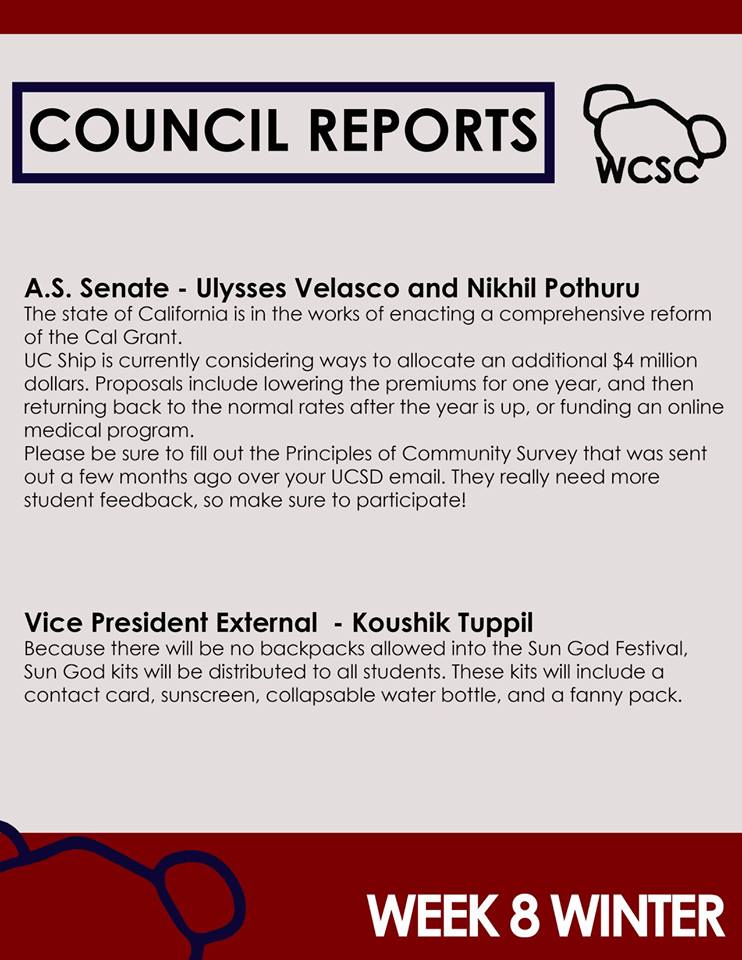 COUNCIL REPORTS
WCSC
A.S. Senate - Ulysses Velasco and Nikhil Pothuru
The state of California is in the works of enacting a comprehensive reform
of the Cal Grant.
UC Ship is currently considering ways to allocate an additional $4 million
dollars. Proposals include lowering the premiums for one year, and then
returning back to the normal rates after the year is up, or funding an online
medical program.
Please be sure to fill out the Principles of Community Survey that was sent
out a few months ago over your UCSD email. They really need more
student feedback, so make sure to participate!
Vice President External - Koushik Tuppil
Because there will be no backpacks allowed into the Sun God Festival,
Sun God kits will be distributed to all students. These kits will include a
contact card, sunscreen, collapsable water bottle, and a fanny pack.
WEEK 8 WINTER